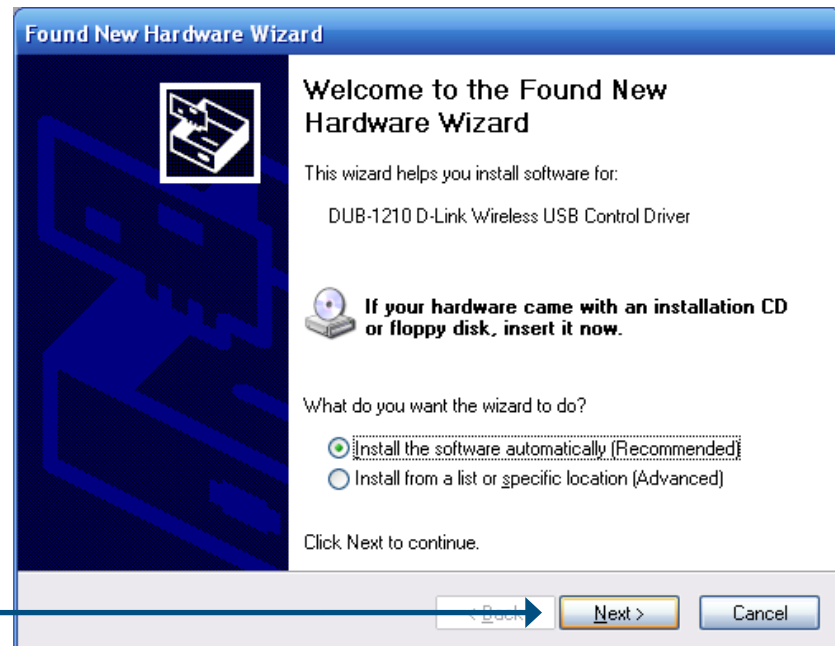 Found New Hardware Wizard
Welcome to the Found New
Hardware Wizard
This wizard helps you install software for:
DUB-1210 D-Link Wireless USB Control Driver
If your hardware came with an installation CD
or floppy disk, insert it now.
What do you want the wizard to do?
Install the software automatically (Recommended)
Install from a list or specific location (Advanced)
Click Next to continue.
< Back Next > Cancel